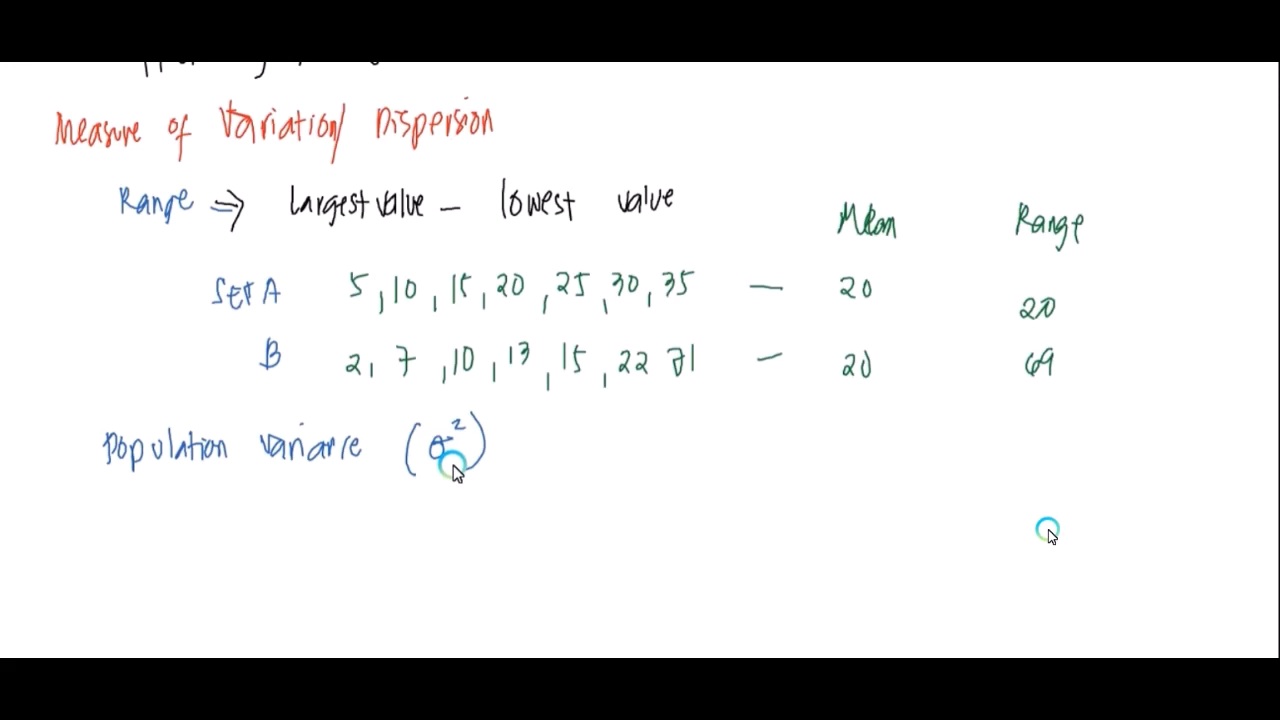 Measure of Variation/ Dispersion
Range ⇒ largest value – lowest value
Mean Range
Set A 5, 10, 15, 20, 25, 30, 35 — 20 20
B 2, 7, 10, 13, 15, 22 71 — 20 69
Population variance (σ²)